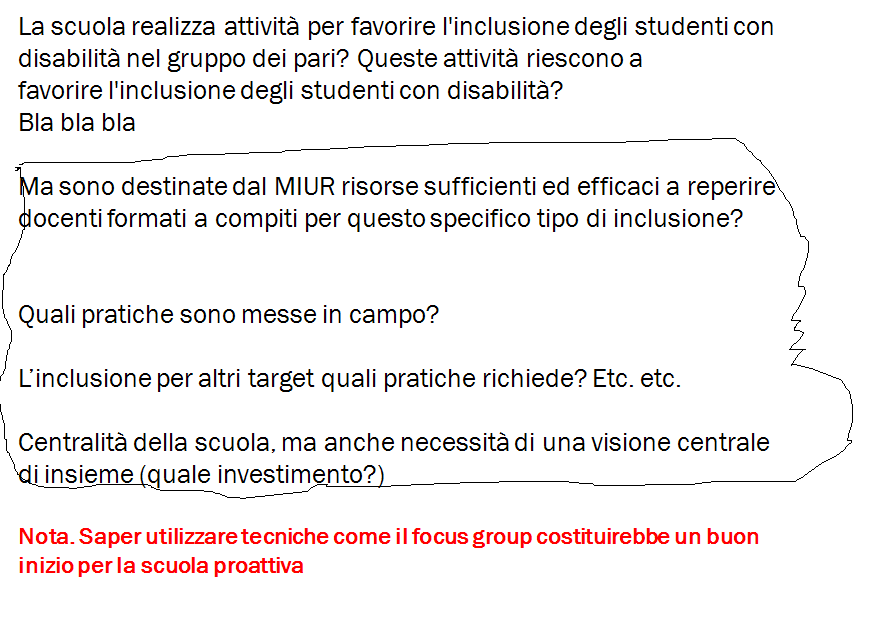 La scuola realizza attività per favorire l'inclusione degli studenti con
disabilità nel gruppo dei pari? Queste attività riescono a
favorire l'inclusione degli studenti con disabilità?
Bla bla bla
Ma sono destinate dal MIUR risorse sufficienti ed efficaci a reperire
docenti formati a compiti per questo specifico tipo di inclusione?
Quali pratiche sono messe in campo?
L’inclusione per altri target quali pratiche richiede? Etc. etc.
Centralità della scuola, ma anche necessità di una visione centrale
di insieme (quale investimento?)
Nota. Saper utilizzare tecniche come il focus group costituirebbe un buon
inizio per la scuola proattiva